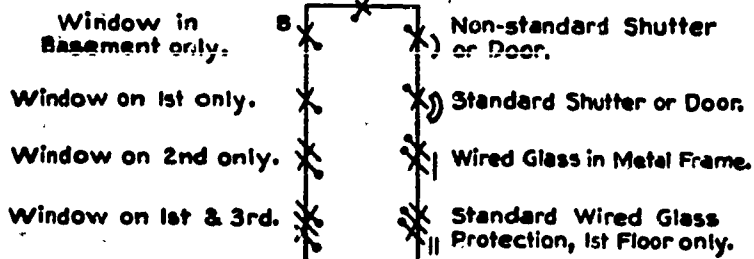 Window in
Basement only.
B
Non-standard Shutter
or Door.
Window on 1st only.
Standard Shutter or Door.
Window on 2nd only.
Wired Glass in Metal Frame.
Window on 1st & 3rd.
Standard Wired Glass
Protection, 1st Floor only.